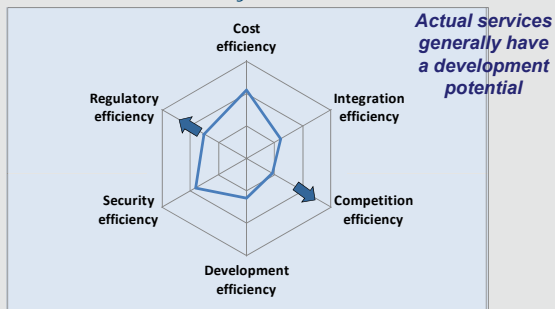 Actual services
generally have
a development
potential
Cost
efficiency
Regulatory
efficiency
Integration
efficiency
Security
efficiency
Competition
efficiency
Development
efficiency